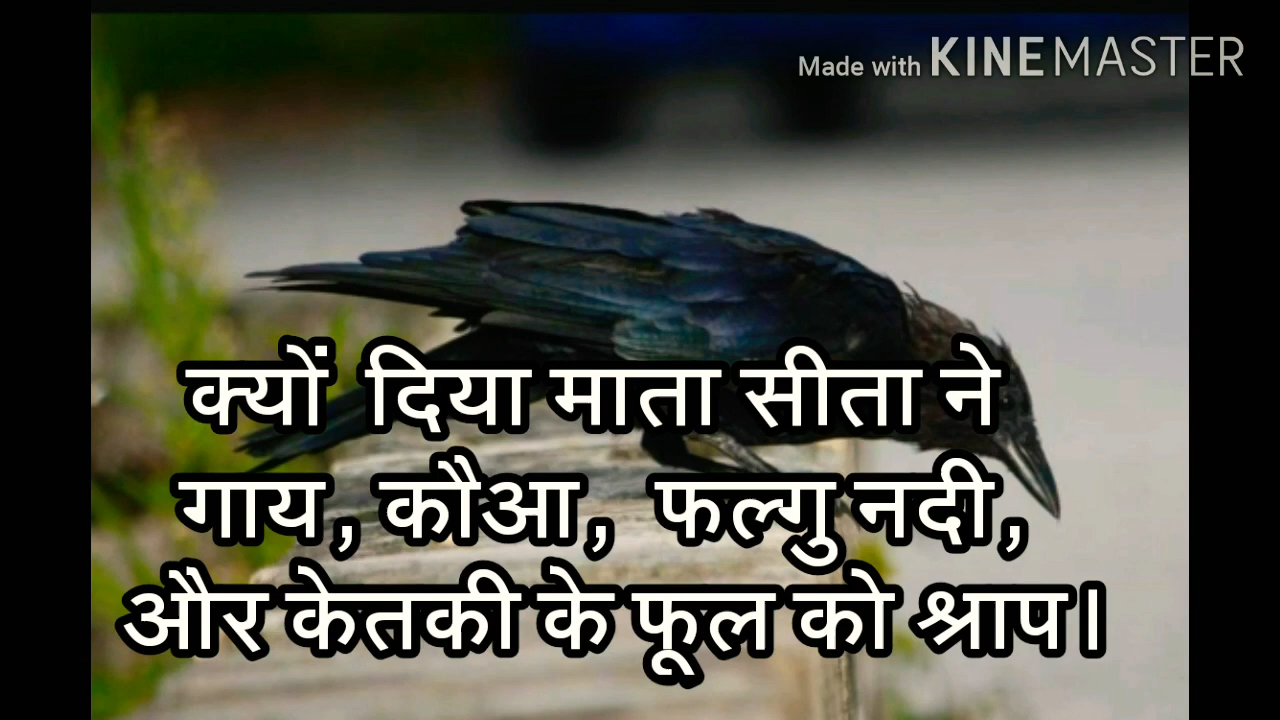 Made with KINEMASTER
क्यों दिया माता सीता ने
गाय, कौआ, फल्गु नदी,
और केतकी के फूल को श्राप।